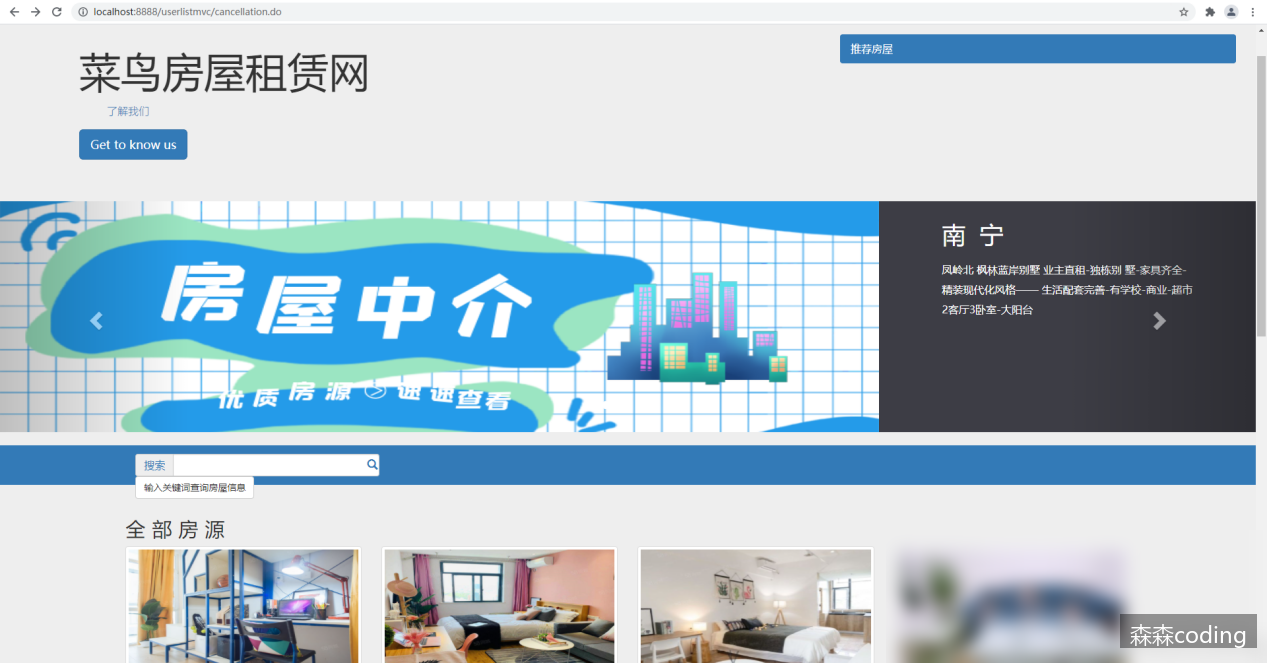 localhost:8888/userlistmvc/cancellation.do
推荐房屋
菜鸟房屋租赁网
了解我们
Get to know us
房屋中介
优质房源 速速查看
南 宁
凤岭北 枫林蓝岸别墅 业主直租-独栋别 墅-家具齐全-
精装现代化风格—— 生活配套完善-有学校-商业-超市
2客厅3卧室-大阳台
搜索
输入关键词查询房屋信息
全 部 房 源
森森coding